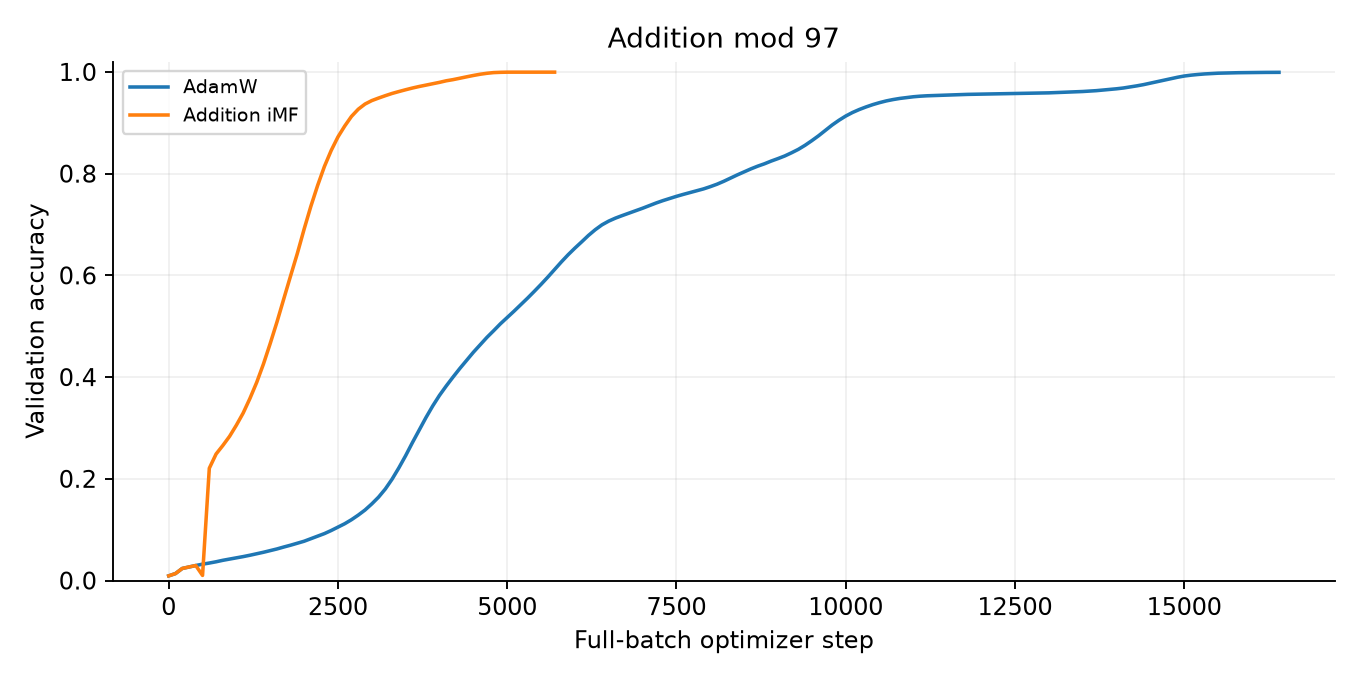 Addition mod 97
AdamW
Addition iMF
Validation accuracy
1.0
0.8
0.6
0.4
0.2
0.0
0 2500 5000 7500 10000 12500 15000
Full-batch optimizer step